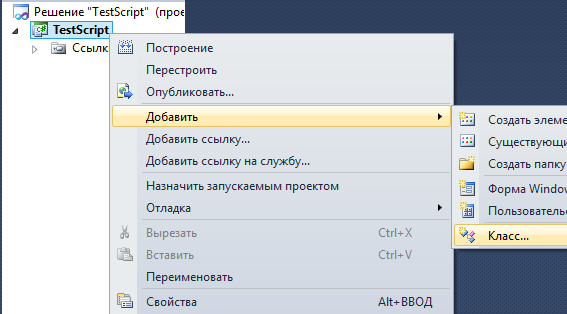 Решение "TestScript" (прое
TestScript
Ссылк
Построение
Перестроить
Опубликовать...
Добавить
Добавить ссылку...
Добавить ссылку на службу...
Назначить запускаемым проектом
Отладка
Вырезать Ctrl+X
Вставить Ctrl+V
Переименовать
Свойства Alt+ВВОД
Создать элеме
Существующи
Создать папку
Форма Window
Пользователь
Класс...